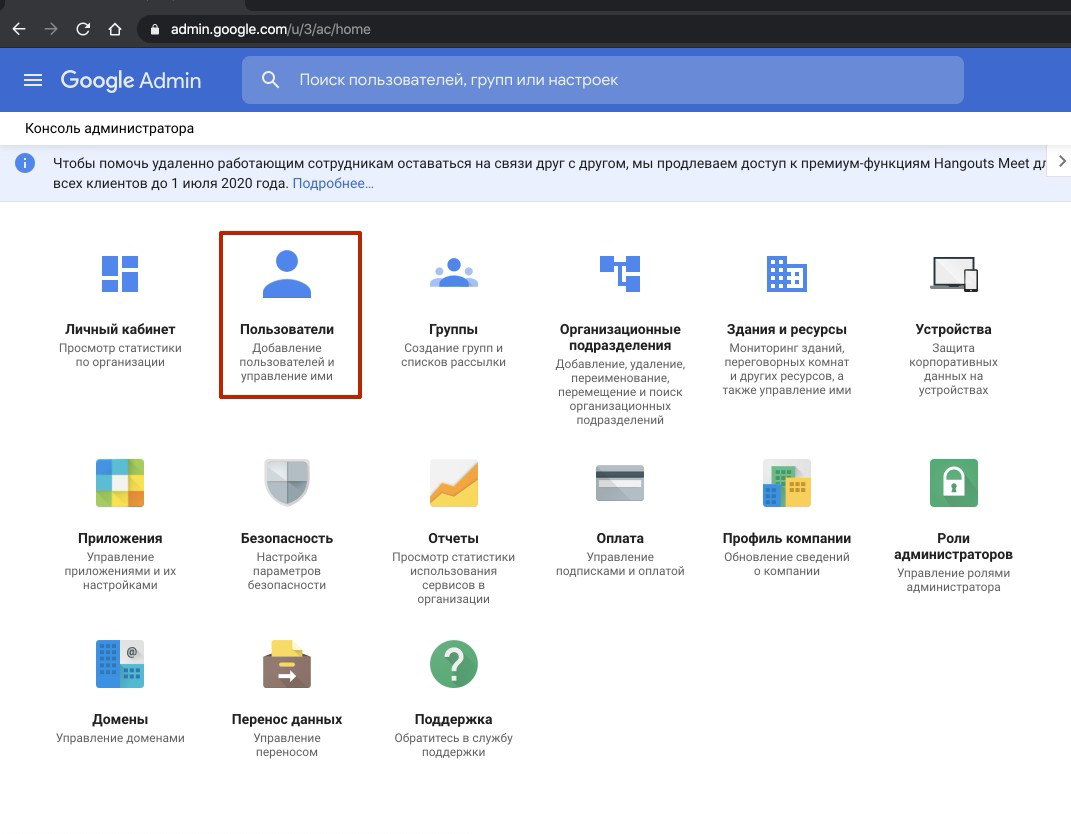 admin.google.com/u/3/ac/home
Google Admin
Поиск пользователей, групп или настроек
Консоль администратора
Чтобы помочь удаленно работающим сотрудникам оставаться на связи друг с другом, мы продлеваем доступ к премиум-функциям Hangouts Meet
всех клиентов до 1 июля 2020 года. Подробнее…
Личный кабинет
Просмотр статистики
по организации
Пользователи
Добавление
пользователей и
управление ими
Группы
Создание групп и
списков рассылки
Организационные
подразделения
Добавление, удаление,
переименование,
перемещение и поиск
организационных
подразделений
Здания и ресурсы
Мониторинг зданий,
переговорных комнат
и других ресурсов, а
также управление ими
Устройства
Защита
корпоративных
данных на
устройствах
Приложения
Управление
приложениями и их
настройками
Безопасность
Настройка
параметров
безопасности
Отчеты
Просмотр статистики
использования
сервисов в
организации
Оплата
Управление
подписками и оплатой
Профиль компании
Обновление сведений
о компании
Роли
администраторов
Управление ролями
администратора
@
Домены
Управление доменами
Перенос данных
Управление
переносом
?
Поддержка
Обратитесь в службу
поддержки